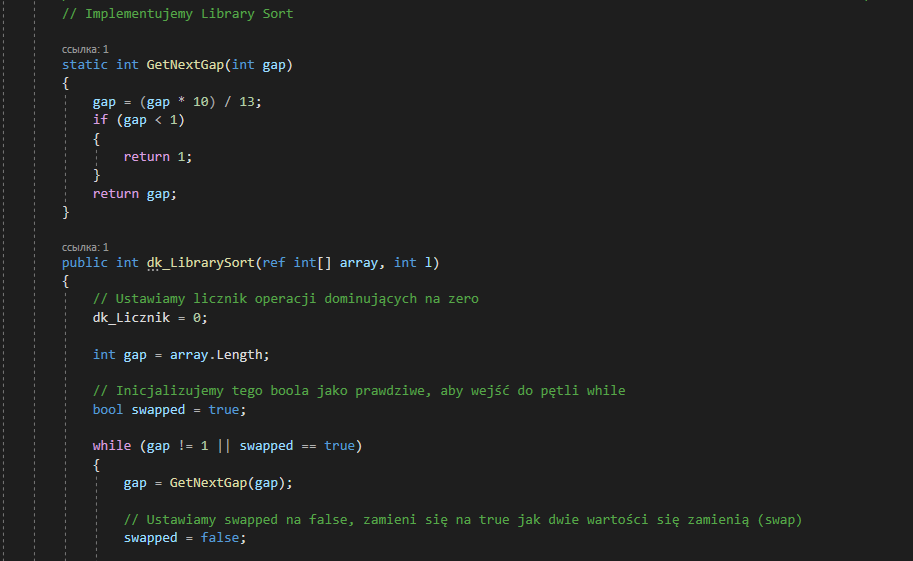 // Implementujemy Library Sort
ссылка: 1
static int GetNextGap(int gap)
{
gap = (gap * 10) / 13;
if (gap < 1)
{
return 1;
}
return gap;
}
ссылка: 1
public int dk_LibrarySort(ref int[] array, int l)
{
// Ustawiamy licznik operacji dominujących na zero
dk_Licznik = 0;
int gap = array.Length;
// Inicjalizujemy tego boola jako prawdziwe, aby wejść do pętli while
bool swapped = true;
while (gap != 1 || swapped == true)
{
gap = GetNextGap(gap);
// Ustawiamy swapped na false, zamieni się na true jak dwie wartości się zamienią (swap)
swapped = false;